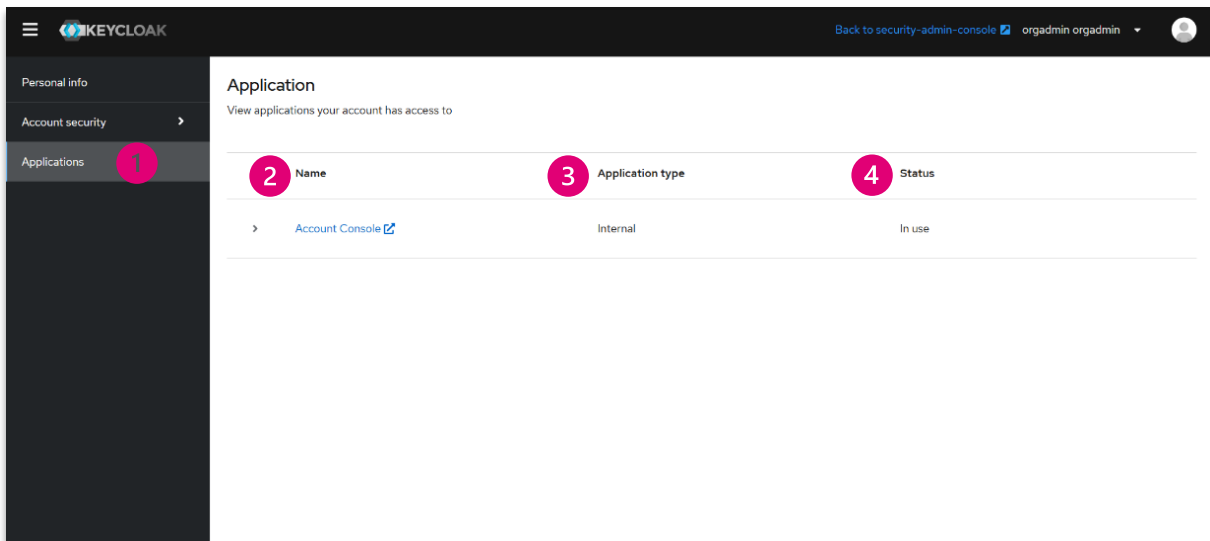 KEYCLOAK
Back to security-admin-console
orgadmin orgadmin
Personal info
Account security
Applications
1
Application
View applications your account has access to
2 Name 3 Application type 4 Status
Account Console Internal In use